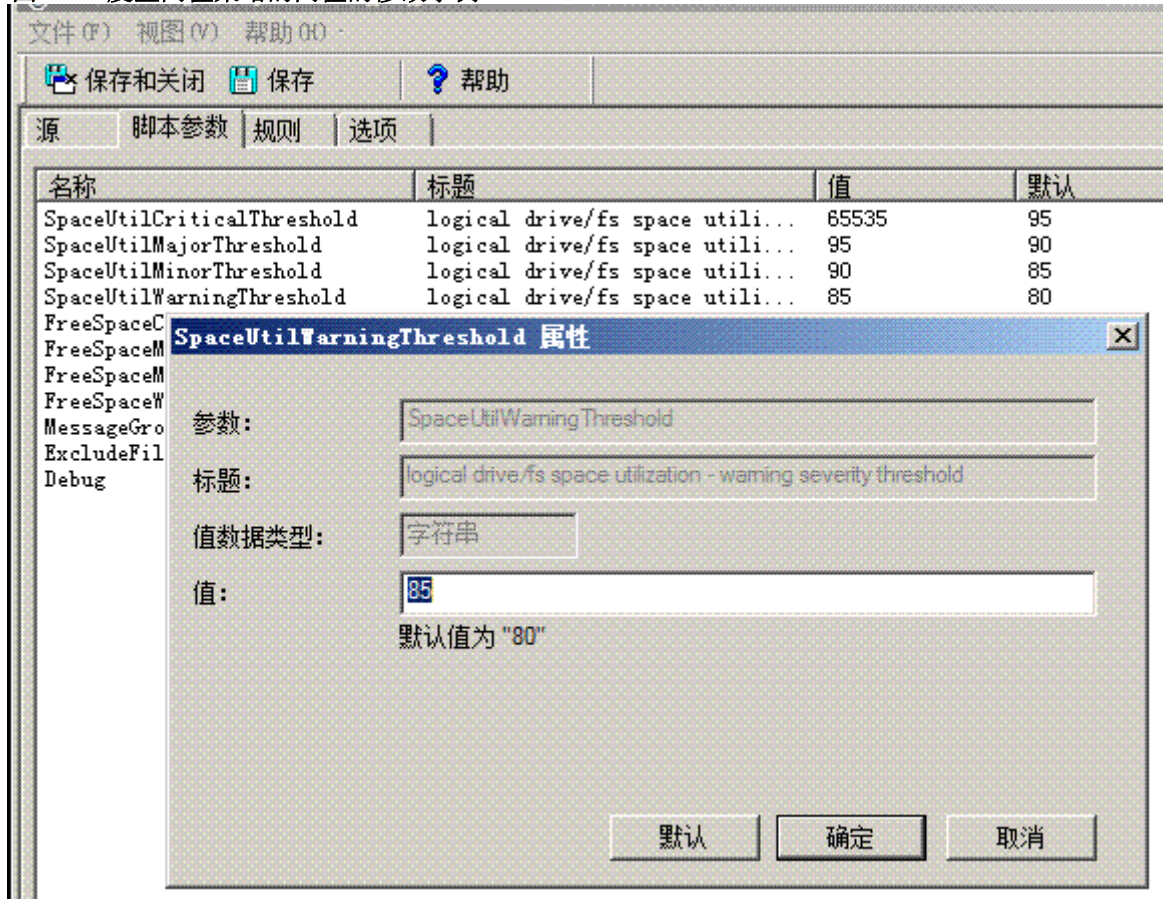 文件(F) 视图(V) 帮助(H)
保存和关闭 保存 帮助
源 脚本参数 规则 选项
名称 标题 值 默认
SpaceUtilCriticalThreshold logical drive/fs space utili... 65535 95
SpaceUtilMajorThreshold logical drive/fs space utili... 95 90
SpaceUtilMinorThreshold logical drive/fs space utili... 90 85
SpaceUtilWarningThreshold logical drive/fs space utili... 85 80
FreeSpaceC
FreeSpaceM
FreeSpaceM
FreeSpaceW
MessageGro
ExcludeFil
Debug
SpaceUtilWarningThreshold 属性
参数: SpaceUtilWarningThreshold
标题: logical drive/fs space utilization - warning severity threshold
值数据类型: 字符串
值: 85
默认值为 "80"
默认 确定 取消